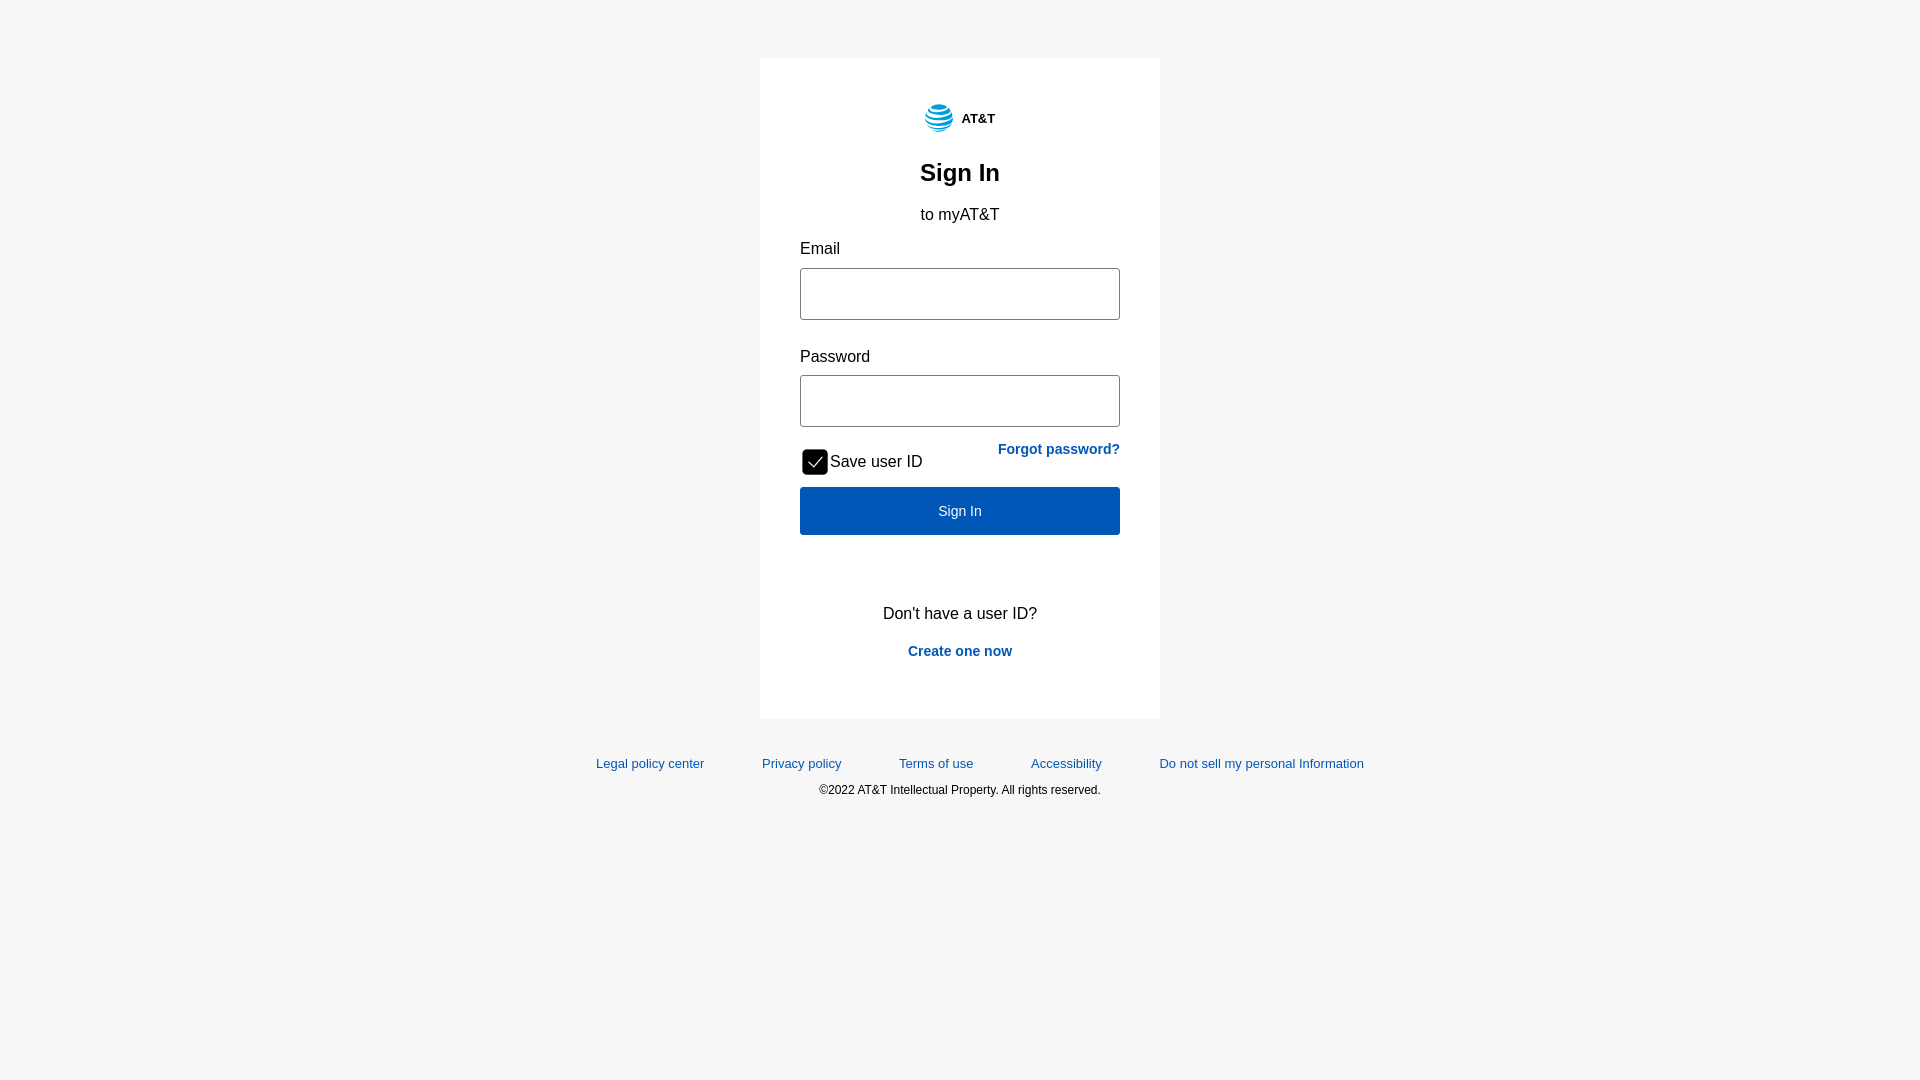 AT&T
Sign In
to myAT&T
Email
Password
Forgot password?
Save user ID
Sign In
Don't have a user ID?
Create one now
Legal policy center Privacy policy Terms of use Accessibility Do not sell my personal Information
©2022 AT&T Intellectual Property. All rights reserved.